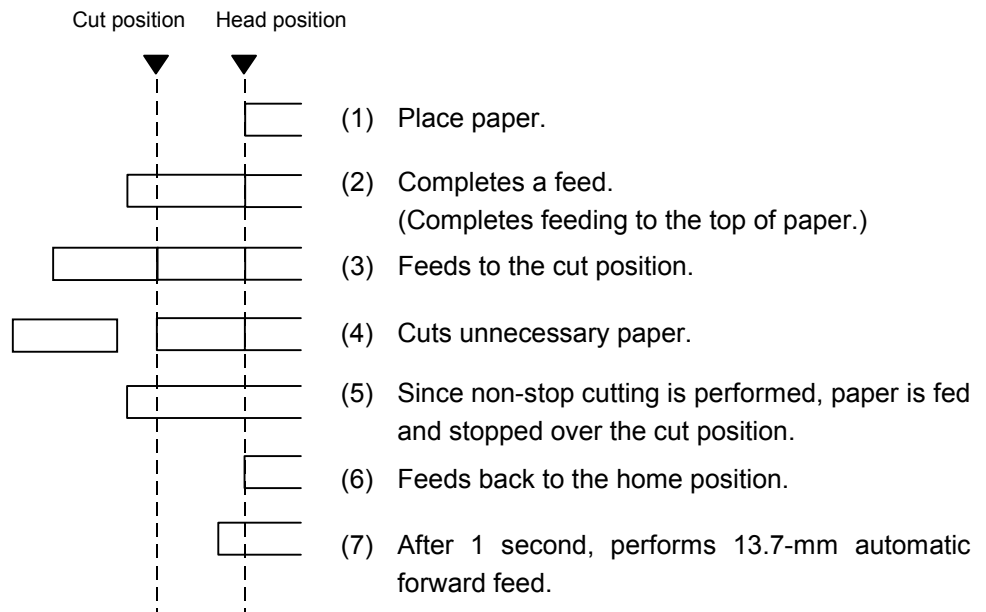 Cut position Head position
(1) Place paper.
(2) Completes a feed.
(Completes feeding to the top of paper.)
(3) Feeds to the cut position.
(4) Cuts unnecessary paper.
(5) Since non-stop cutting is performed, paper is fed
and stopped over the cut position.
(6) Feeds back to the home position.
(7) After 1 second, performs 13.7-mm automatic
forward feed.